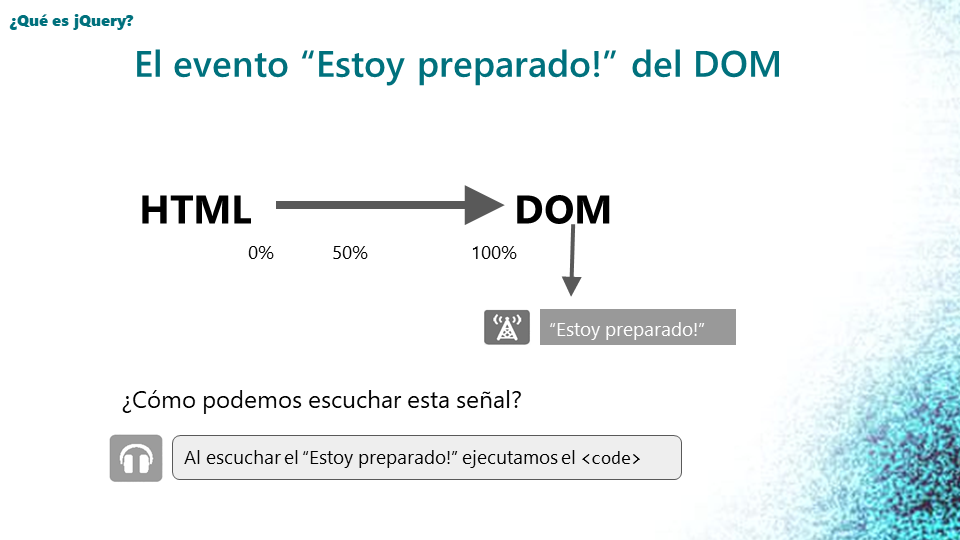 ¿Qué es jQuery?
El evento “Estoy preparado!” del DOM
HTML
DOM
0%
50%
100%
“Estoy preparado!”
¿Cómo podemos escuchar esta señal?
Al escuchar el “Estoy preparado!” ejecutamos el <code>